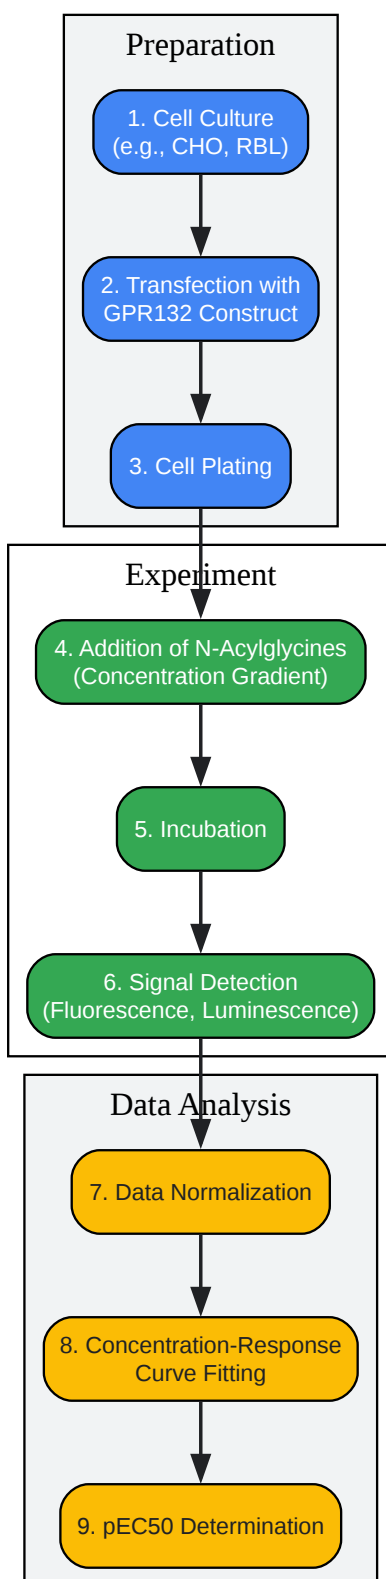 Preparation
1. Cell Culture
(e.g., CHO, RBL)
2. Transfection with
GPR132 Construct
3. Cell Plating
Experiment
4. Addition of N-Acylglycines
(Concentration Gradient)
5. Incubation
6. Signal Detection
(Fluorescence, Luminescence)
Data Analysis
7. Data Normalization
8. Concentration-Response
Curve Fitting
9. pEC50 Determination